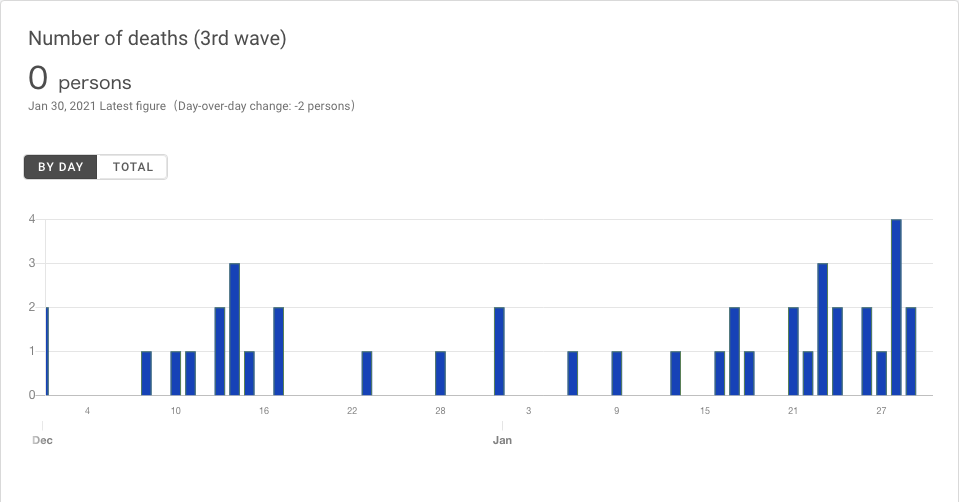 Number of deaths (3rd wave)
0 persons
Jan 30, 2021 Latest figure（Day-over-day change: -2 persons）
BY DAY TOTAL
4
3
2
1
0
4 10 16 22 28 3 9 15 21 27
Dec Jan